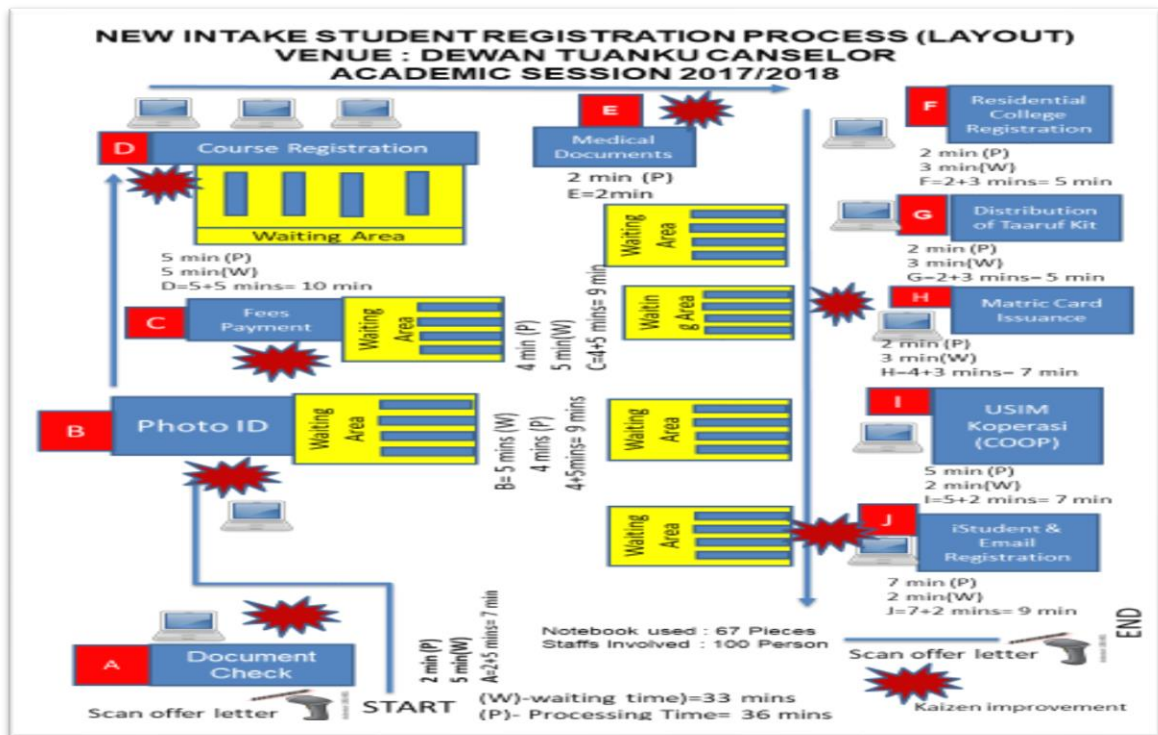 NEW INTAKE STUDENT REGISTRATION PROCESS (LAYOUT)
VENUE : DEWAN TUANKU CANSELOR
ACADEMIC SESSION 2017/2018
D
Course Registration
Waiting Area
5 min (P)
5 min(W)
D=5+5 mins= 10 min
E
Medical
Documents
2 min (P)
E=2min
F
Residential
College
Registration
2 min (P)
3 min(W)
F=2+3 mins= 5 min
G
Distribution
of Taaruf Kit
2 min (P)
3 min(W)
G=2+3 mins= 5 min
H
Matric Card
Issuance
2 min (P)
3 min(W)
H=4+3 mins= 7 min
I
USIM
Koperasi
(COOP)
5 min (P)
2 min(W)
I=5+2 mins= 7 min
J
iStudent &
Email
Registration
7 min (P)
2 min(W)
J=7+2 mins= 9 min
Waiting
Area
Waitin
g Area
Waiting
Area
Waiting
Area
C
Fees
Payment
Waiting
Area
4 min (P)
5 min(W)
C=4+5 mins= 9 min
B
Photo ID
Waiting
Area
B= 5 mins (W)
4 mins (P)
4+5mins= 9 mins
A
Document
Check
2 min (P)
5 min(W)
A=2+5 mins= 7 min
Scan offer letter
START
Notebook used : 67 Pieces
Staffs Involved : 100 Person
(W)-waiting time)=33 mins
(P)- Processing Time= 36 mins
Scan offer letter
END
Kaizen improvement